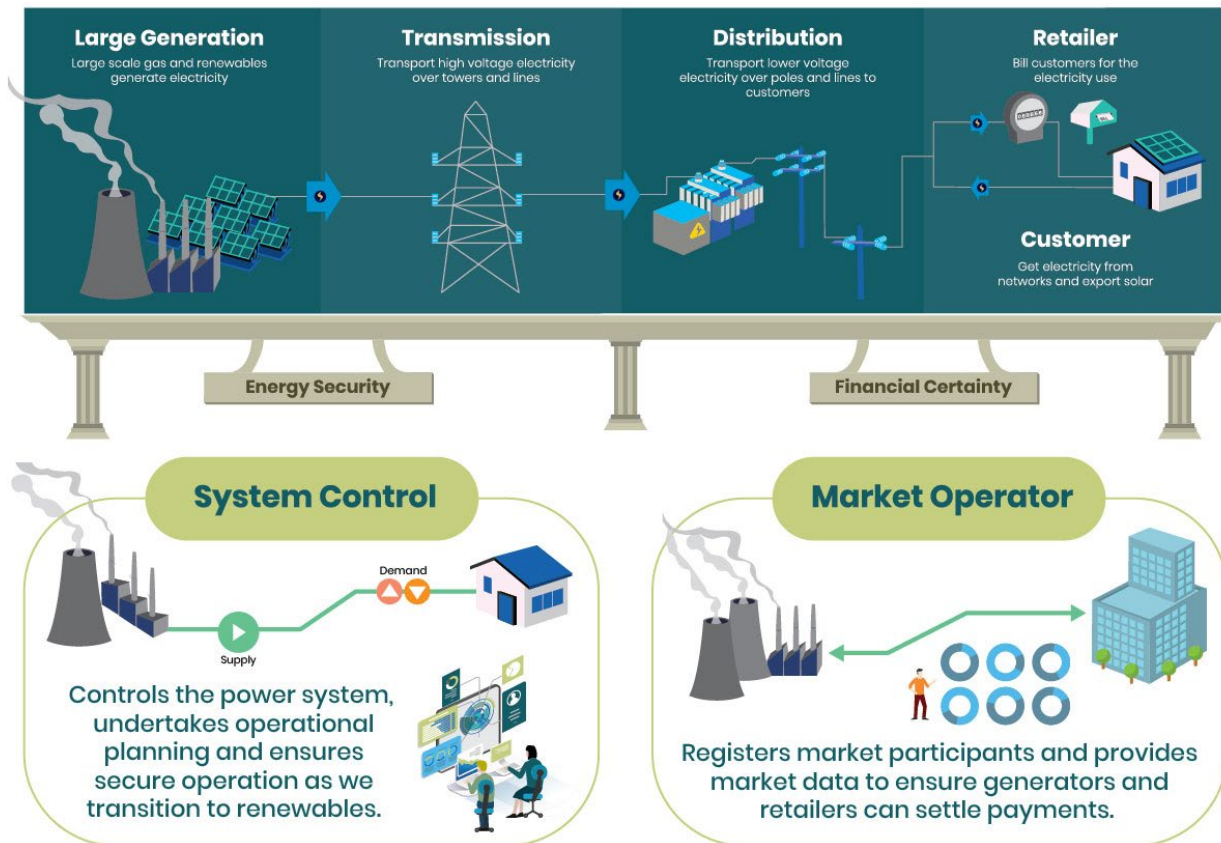 Large Generation
Large scale gas and renewables
generate electricity
Transmission
Transport high voltage electricity
over towers and lines
Distribution
Transport lower voltage
electricity over poles and lines to
customers
Retailer
Bill customers for the
electricity use
Customer
Get electricity from
networks and export solar
Energy Security
Financial Certainty
System Control
Demand
Supply
Controls the power system,
undertakes operational
planning and ensures
secure operation as we
transition to renewables.
Market Operator
Registers market participants and provides
market data to ensure generators and
retailers can settle payments.